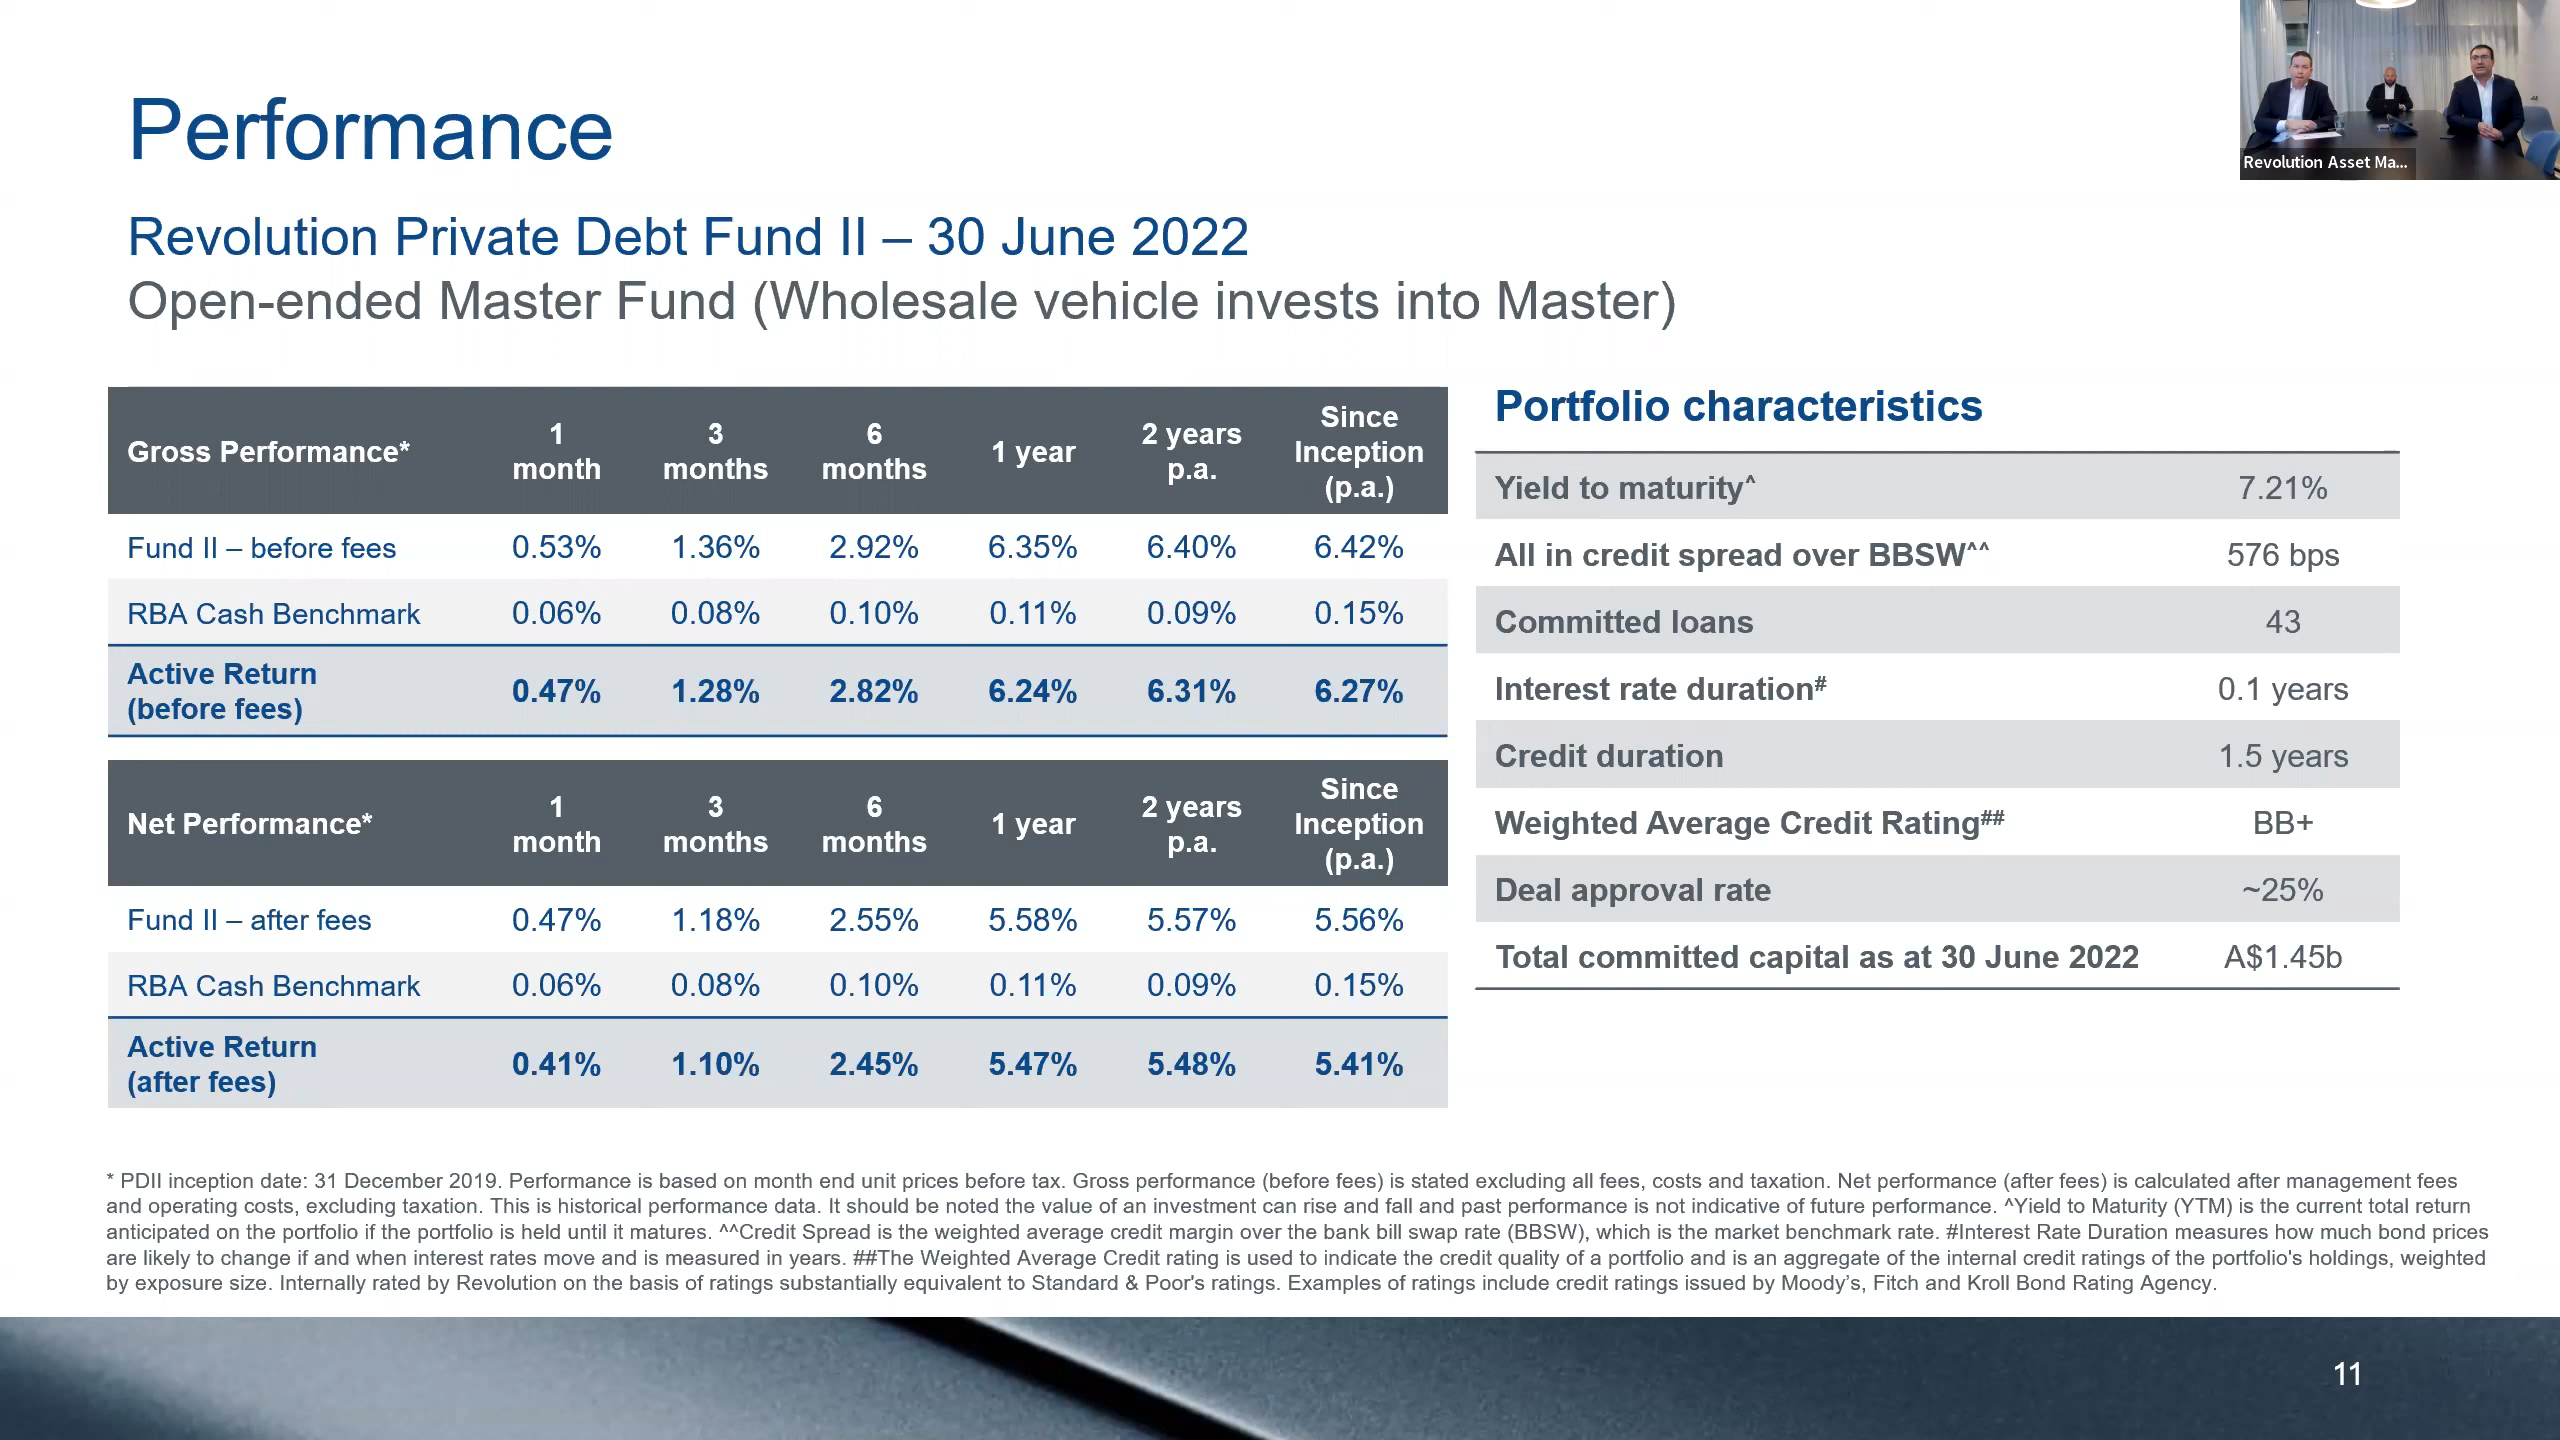 Performance
Revolution Asset Ma...
Revolution Private Debt Fund II – 30 June 2022
Open-ended Master Fund (Wholesale vehicle invests into Master)
Gross Performance* 1 month 3 months 6 months 1 year 2 years p.a. Since Inception (p.a.)
Fund II – before fees 0.53% 1.36% 2.92% 6.35% 6.40% 6.42%
RBA Cash Benchmark 0.06% 0.08% 0.10% 0.11% 0.09% 0.15%
Active Return (before fees) 0.47% 1.28% 2.82% 6.24% 6.31% 6.27%
Net Performance* 1 month 3 months 6 months 1 year 2 years p.a. Since Inception (p.a.)
Fund II – after fees 0.47% 1.18% 2.55% 5.58% 5.57% 5.56%
RBA Cash Benchmark 0.06% 0.08% 0.10% 0.11% 0.09% 0.15%
Active Return (after fees) 0.41% 1.10% 2.45% 5.47% 5.48% 5.41%
Portfolio characteristics
Yield to maturity^ 7.21%
All in credit spread over BBSW^^ 576 bps
Committed loans 43
Interest rate duration# 0.1 years
Credit duration 1.5 years
Weighted Average Credit Rating## BB+
Deal approval rate ~25%
Total committed capital as at 30 June 2022 A$1.45b
* PDII inception date: 31 December 2019. Performance is based on month end unit prices before tax. Gross performance (before fees) is stated excluding all fees, costs and taxation. Net performance (after fees) is calculated after management fees
and operating costs, excluding taxation. This is historical performance data. It should be noted the value of an investment can rise and fall and past performance is not indicative of future performance. ^Yield to Maturity (YTM) is the current total return
anticipated on the portfolio if the portfolio is held until it matures. ^^Credit Spread is the weighted average credit margin over the bank bill swap rate (BBSW), which is the market benchmark rate. #Interest Rate Duration measures how much bond prices
are likely to change if and when interest rates move and is measured in years. ##The Weighted Average Credit rating is used to indicate the credit quality of a portfolio and is an aggregate of the internal credit ratings of the portfolio's holdings, weighted
by exposure size. Internally rated by Revolution on the basis of ratings substantially equivalent to Standard & Poor's ratings. Examples of ratings include credit ratings issued by Moody’s, Fitch and Kroll Bond Rating Agency.
11